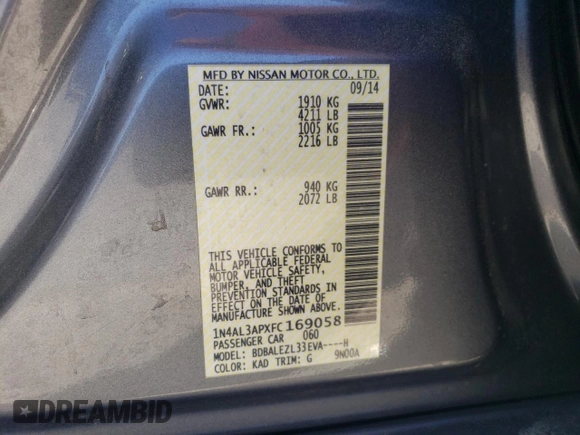 MFD BY NISSAN MOTOR CO., LTD.
DATE: 09/14
GVWR: 1910 KG
4211 LB
GAWR FR.: 1005 KG
2216 LB
GAWR RR.: 940 KG
2072 LB
THIS VEHICLE CONFORMS TO
ALL APPLICABLE FEDERAL
MOTOR VEHICLE SAFETY,
BUMPER, AND THEFT
PREVENTION STANDARDS IN
EFFECT ON THE DATE OF
MANUFACTURE SHOWN ABOVE.
1N4AL3APXFC169058
PASSENGER CAR 060
MODEL: BDBALEZL33EVA----H
COLOR: KAD TRIM: G 9N00A
DREAMBID